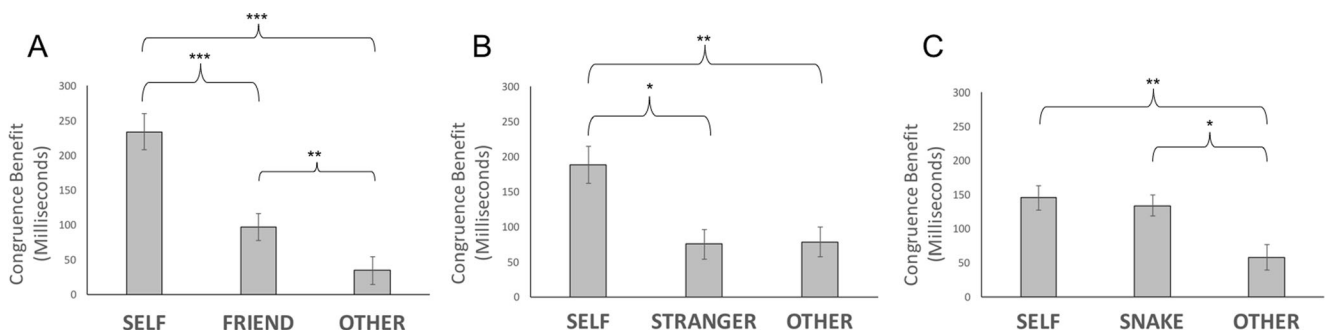 A
***
***
**
Congruence Benefit
(Milliseconds)
300
250
200
150
100
50
0
SELF FRIEND OTHER
B
**
*
Congruence Benefit
(Milliseconds)
300
250
200
150
100
50
0
SELF STRANGER OTHER
C
**
*
Congruence Benefit
(Milliseconds)
300
250
200
150
100
50
0
SELF SNAKE OTHER